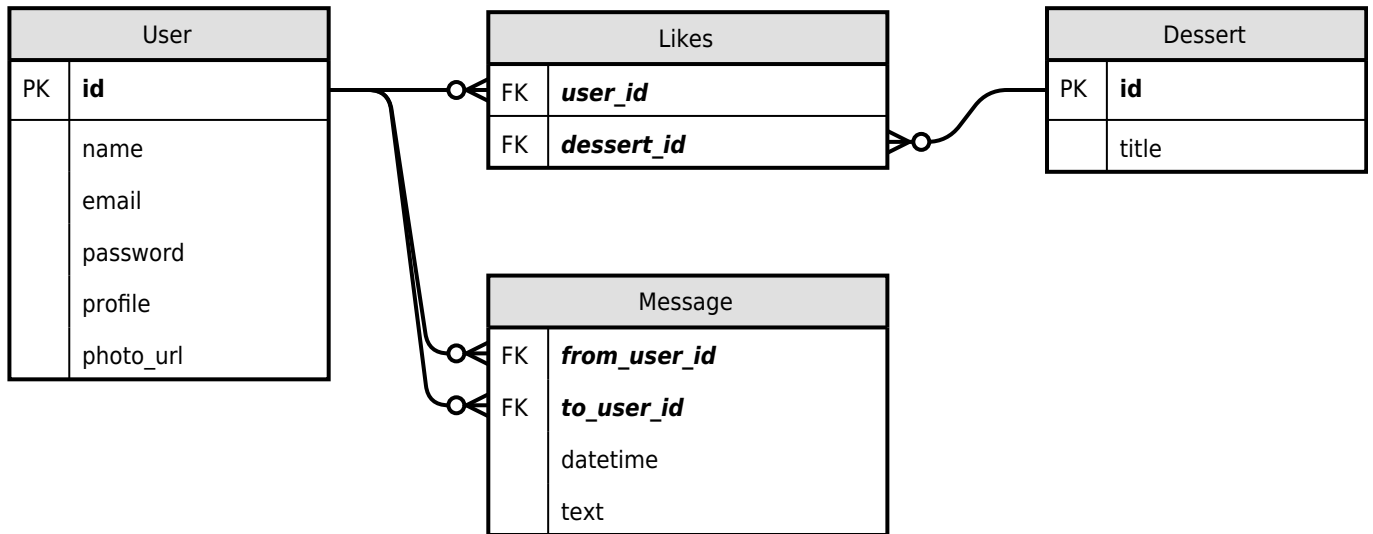 User
PK id
name
email
password
profile
photo_url
Likes
FK user_id
FK dessert_id
Dessert
PK id
title
Message
FK from_user_id
FK to_user_id
datetime
text